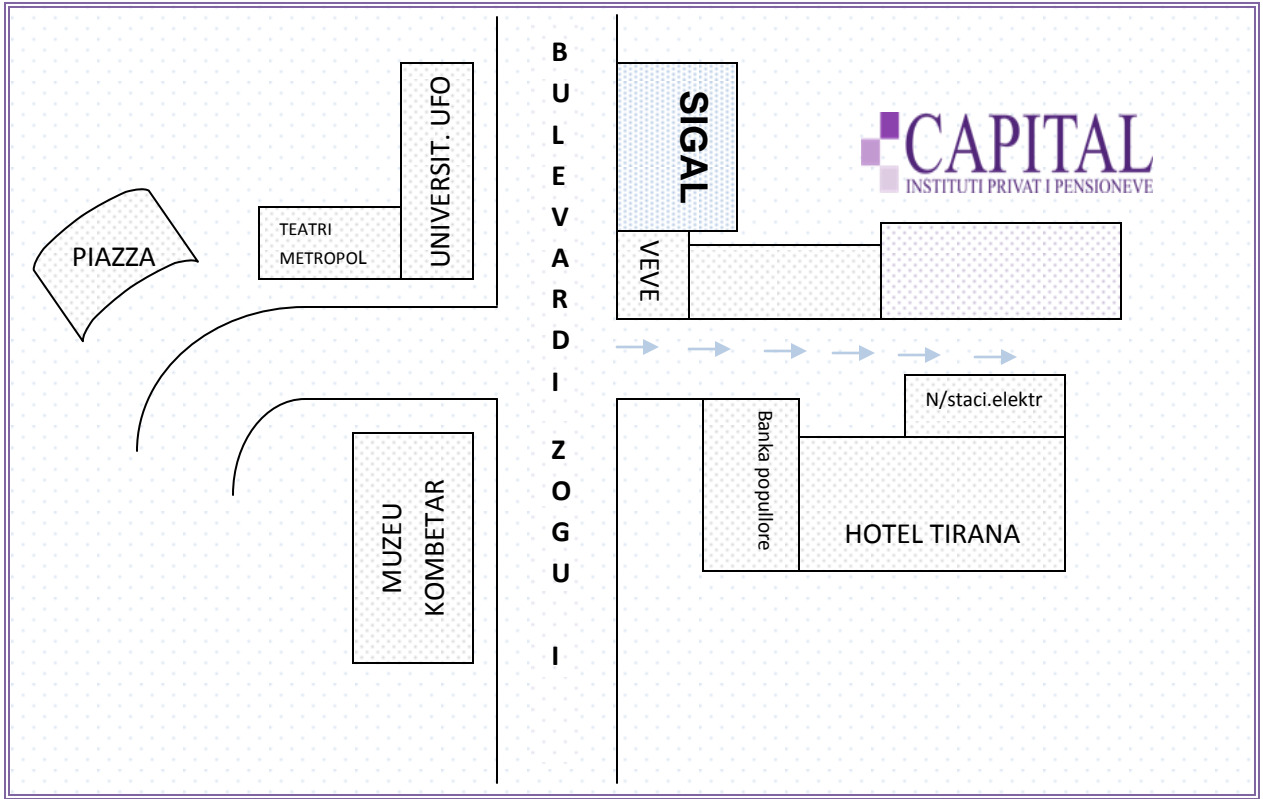 BULEVARDI ZOGU I
SIGAL
UNIVERSIT. UFO
CAPITAL
INSTITUTI PRIVAT I PENSIONEVE
TEATRI
METROPOL
PIAZZA
VEVE
N/staci.elektr
Banka popullore
HOTEL TIRANA
MUZEU
KOMBETAR